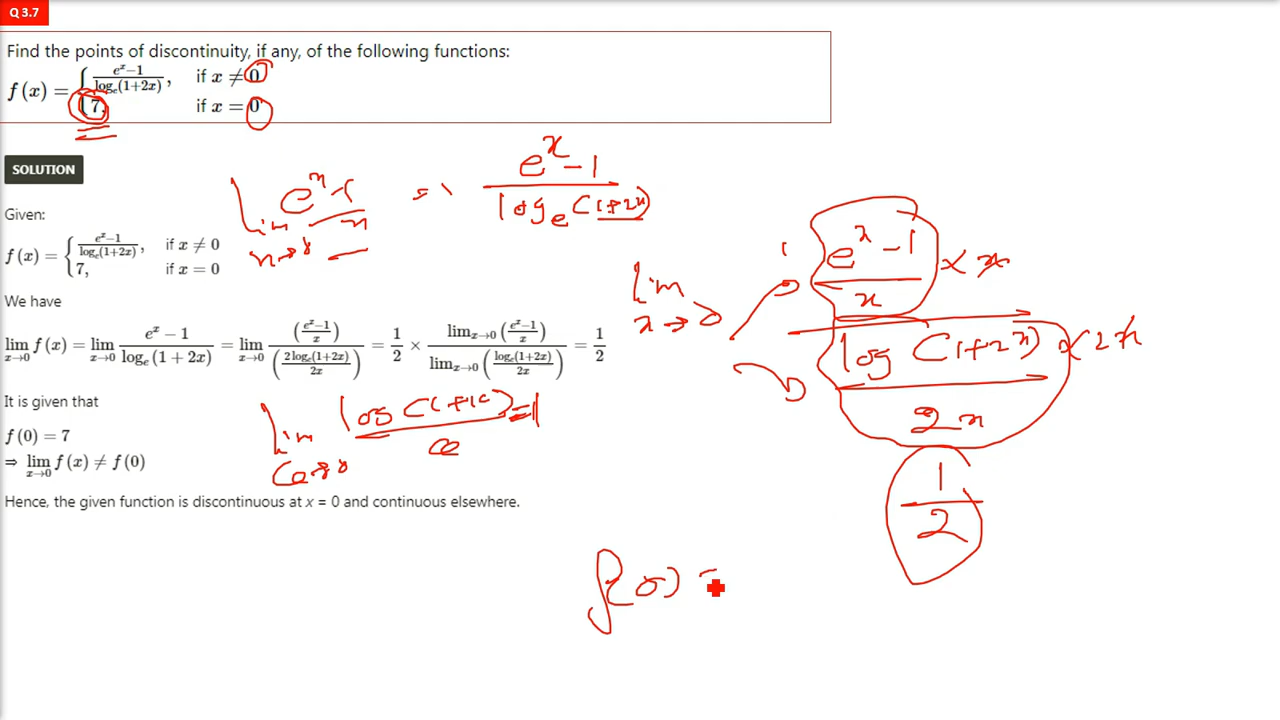 Q 3.7
Find the points of discontinuity, if any, of the following functions:
f(x) = { (e^x−1)/(log_e(1+2x)), if x ≠ 0
7, if x = 0
SOLUTION
Given:
f(x) = { (e^x−1)/(log_e(1+2x)), if x ≠ 0
7, if x = 0
We have
lim_{x→0} f(x) = lim_{x→0} (e^x − 1)/(log_e(1 + 2x)) = lim_{x→0} ((e^x−1)/x)/((2log_e(1+2x))/2x) = 1/2 × (lim_{x→0} ((e^x−1)/x))/(lim_{x→0} ((log_e(1+2x))/2x)) = 1/2
It is given that
f(0) = 7
⇒ lim_{x→0} f(x) ≠ f(0)
Hence, the given function is discontinuous at x = 0 and continuous elsewhere.
lim (e^x − 1)/x
(e^x − 1)/(log_e(1+2x))
lim_{x→0} ((e^x − 1)/x × x)/((log(1+2x))/2x × 2x)
1/2
f(0) =